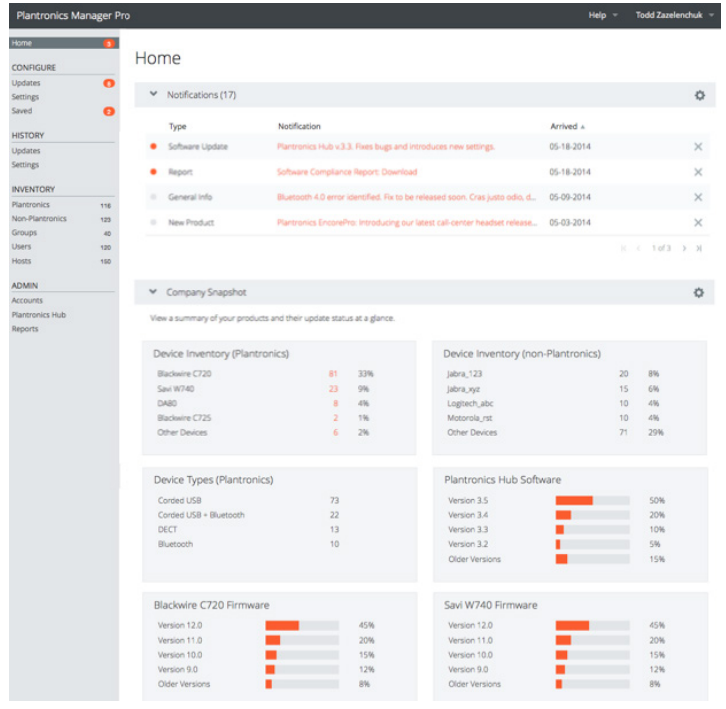 Plantronics Manager Pro
Help
Todd Zazelenchuk
Home 3
CONFIGURE
Updates
Settings
Saved 2
HISTORY
Updates
Settings
INVENTORY
Plantronics 116
Non-Plantronics 123
Groups 40
Users 120
Hosts 150
ADMIN
Accounts
Plantronics Hub
Reports
Home
Notifications (17)
Type Notification Arrived
Software Update Plantronics Hub v.3.3. Fixes bugs and introduces new settings. 05-18-2014
Report Software Compliance Report: Download 05-18-2014
General Info Bluetooth 4.0 error identified. Fix to be released soon. Cras justo odio, d... 05-09-2014
New Product Plantronics EncorePro: Introducing our latest call-center headset release... 05-03-2014
1 of 3
Company Snapshot
View a summary of your products and their update status at a glance.
Device Inventory (Plantronics)
Blackwire C720 81 33%
Savi W740 23 9%
DA80 8 4%
Blackwire C725 2 1%
Other Devices 6 2%
Device Inventory (non-Plantronics)
Jabra_123 20 8%
Jabra_xyz 15 6%
Logitech_abc 10 4%
Motorola_rst 10 4%
Other Devices 71 29%
Device Types (Plantronics)
Corded USB 73
Corded USB + Bluetooth 22
DECT 13
Bluetooth 10
Plantronics Hub Software
Version 3.5 50%
Version 3.4 20%
Version 3.3 10%
Version 3.2 5%
Older Versions 15%
Blackwire C720 Firmware
Version 12.0 45%
Version 11.0 20%
Version 10.0 15%
Version 9.0 12%
Older Versions 8%
Savi W740 Firmware
Version 12.0 45%
Version 11.0 20%
Version 10.0 15%
Version 9.0 12%
Older Versions 8%